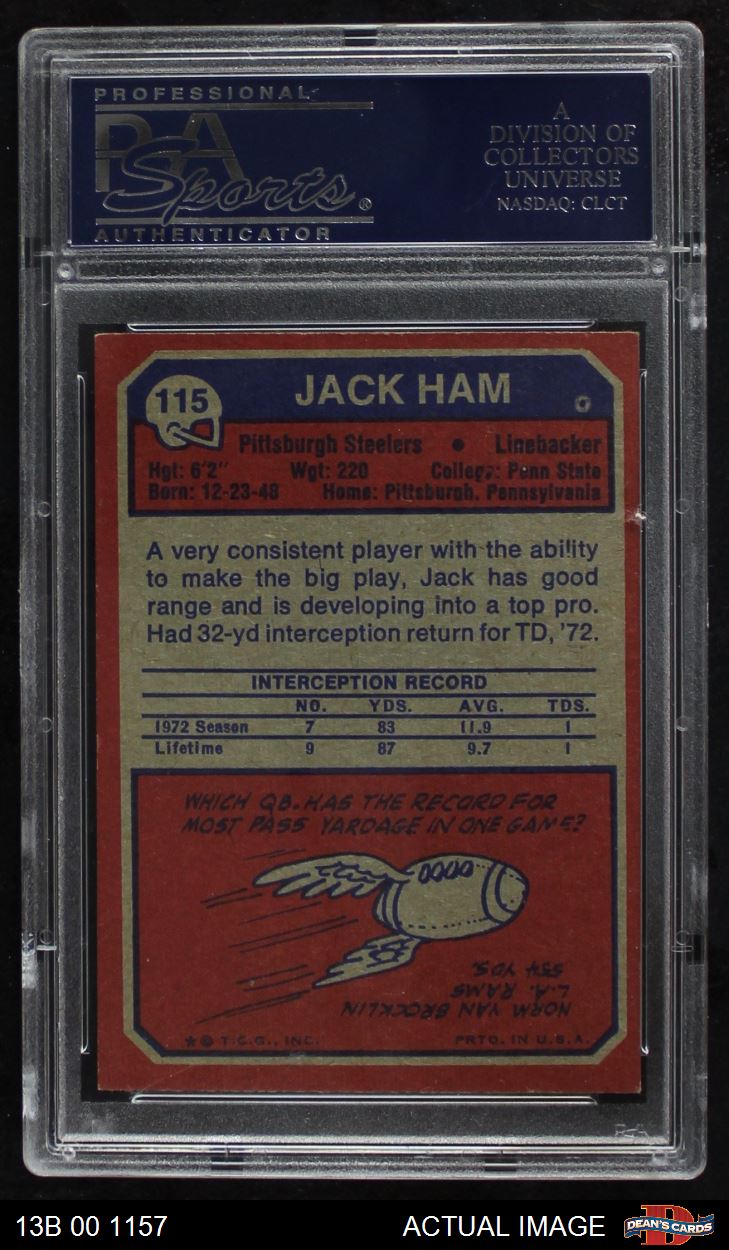 PROFESSIONAL
PSA
Sports®
AUTHENTICATOR
A
DIVISION OF
COLLECTORS
UNIVERSE
NASDAQ: CLCT
115
JACK HAM
Pittsburgh Steelers • Linebacker
Hgt: 6'2" Wgt: 220 College: Penn State
Born: 12-23-48 Home: Pittsburgh, Pennsylvania
A very consistent player with the ability
to make the big play, Jack has good
range and is developing into a top pro.
Had 32-yd interception return for TD, '72.
INTERCEPTION RECORD
NO. YDS. AVG. TDS.
1972 Season 7 83 11.9 1
Lifetime 9 87 9.7 1
WHICH QB. HAS THE RECORD FOR
MOST PASS YARDAGE IN ONE GAME?
NORM VAN BROCKLIN
L.A. RAMS
554 YDS.
* © T.C.G., INC. PRTD. IN U.S.A.
PSA
13B 00 1157
ACTUAL IMAGE
D
DEAN'S CARDS